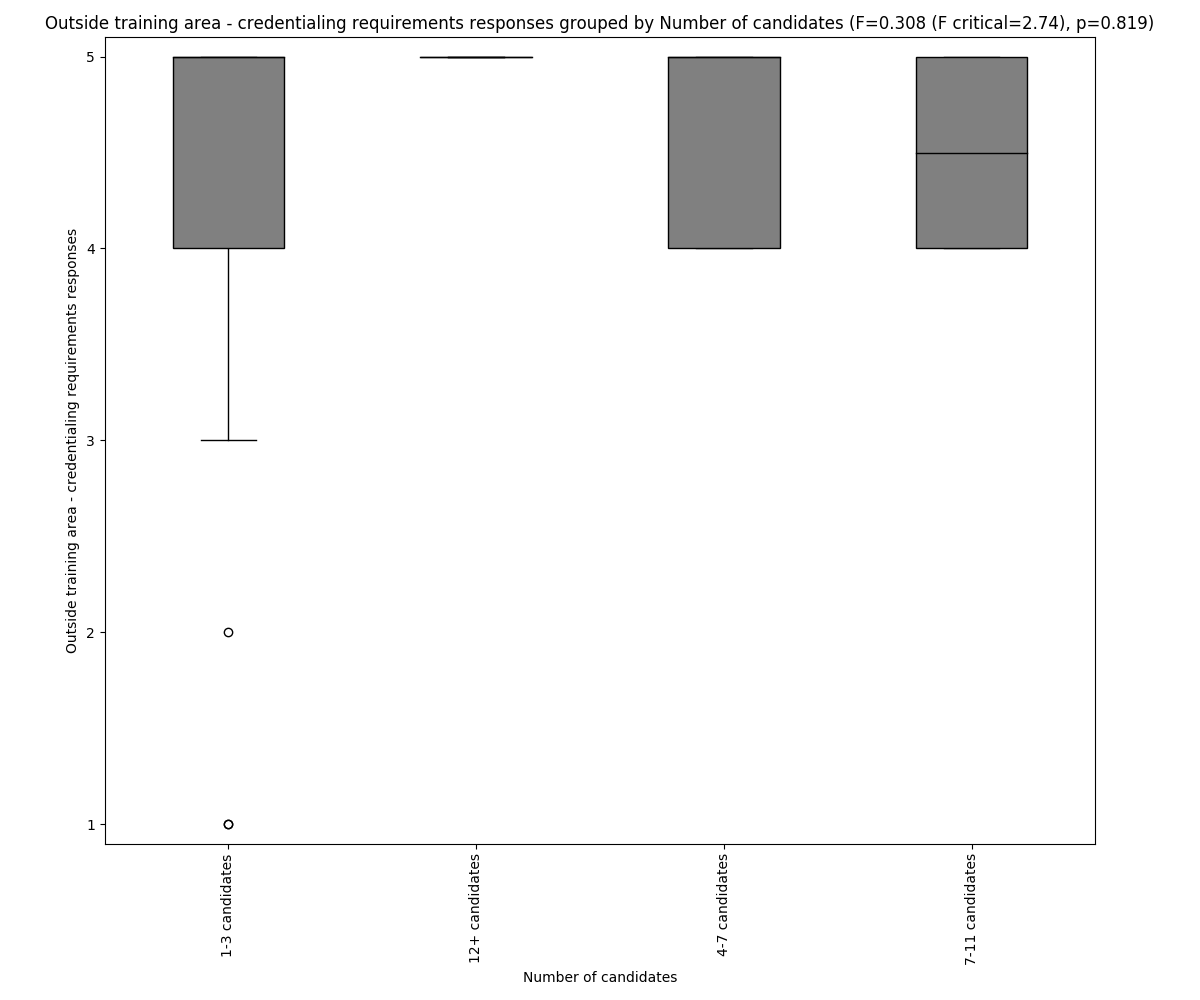 Outside training area - credentialing requirements responses grouped by Number of candidates (F=0.308 (F critical=2.74), p=0.819)
Outside training area - credentialing requirements responses
5
4
3
2
1
1-3 candidates
12+ candidates
4-7 candidates
7-11 candidates
Number of candidates